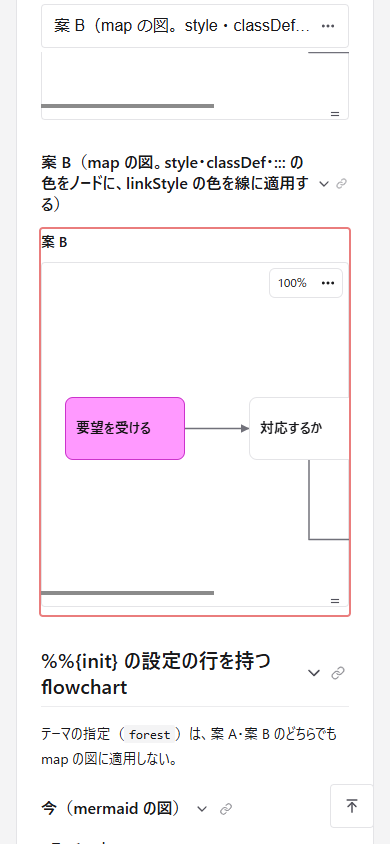 案 B（map の図。style・classDef…
案 B（map の図。style・classDef・::: の
色をノードに、linkStyle の色を線に適用す
る）
案 B
100%
要望を受ける
対応するか
%%{init} の設定の行を持つ
flowchart
テーマの指定（ forest ）は、案 A・案 B のどちらでも
map の図に適用しない。
今（mermaid の図）